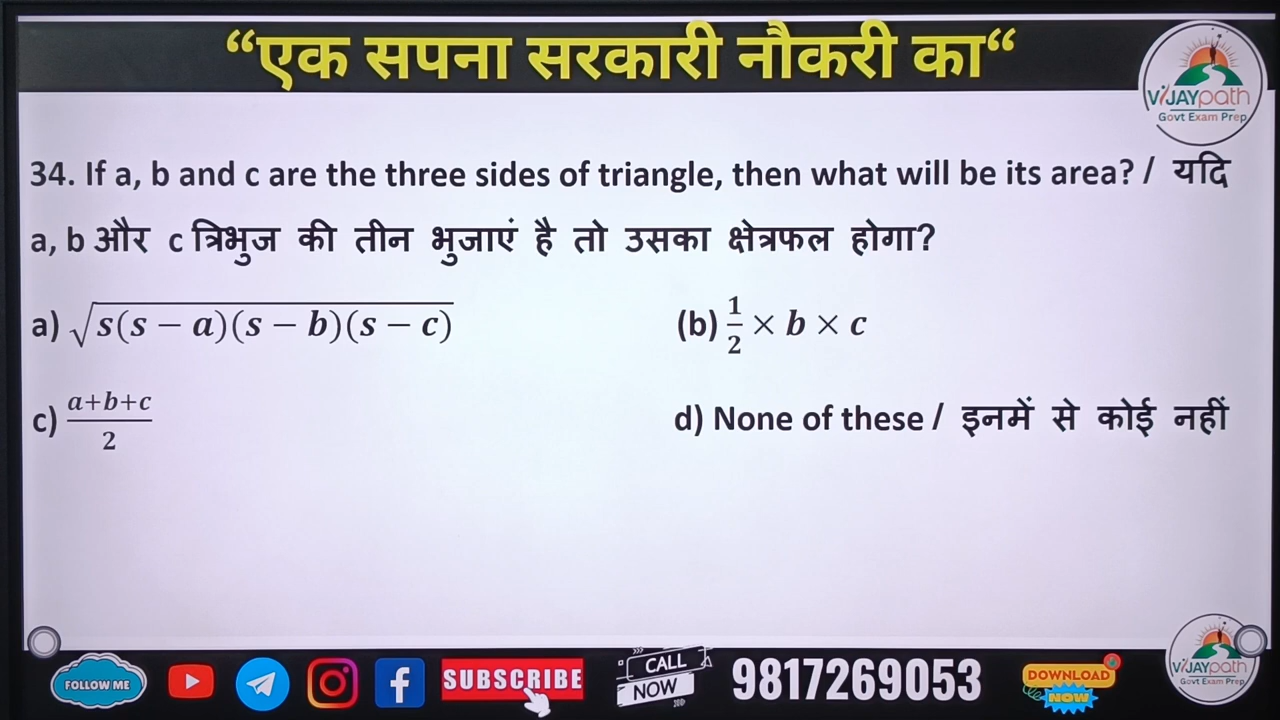 “एक सपना सरकारी नौकरी का“
VIJAYpath
Govt Exam Prep
34. If a, b and c are the three sides of triangle, then what will be its area? / यदि
a, b और c त्रिभुज की तीन भुजाएं है तो उसका क्षेत्रफल होगा?
a) √s(s − a)(s − b)(s − c)
(b) 1/2 × b × c
c) a+b+c/2
d) None of these / इनमें से कोई नहीं
FOLLOW ME
SUBSCRIBE
CALL
NOW
9817269053
DOWNLOAD
NOW
VIJAYpath
Govt Exam Prep